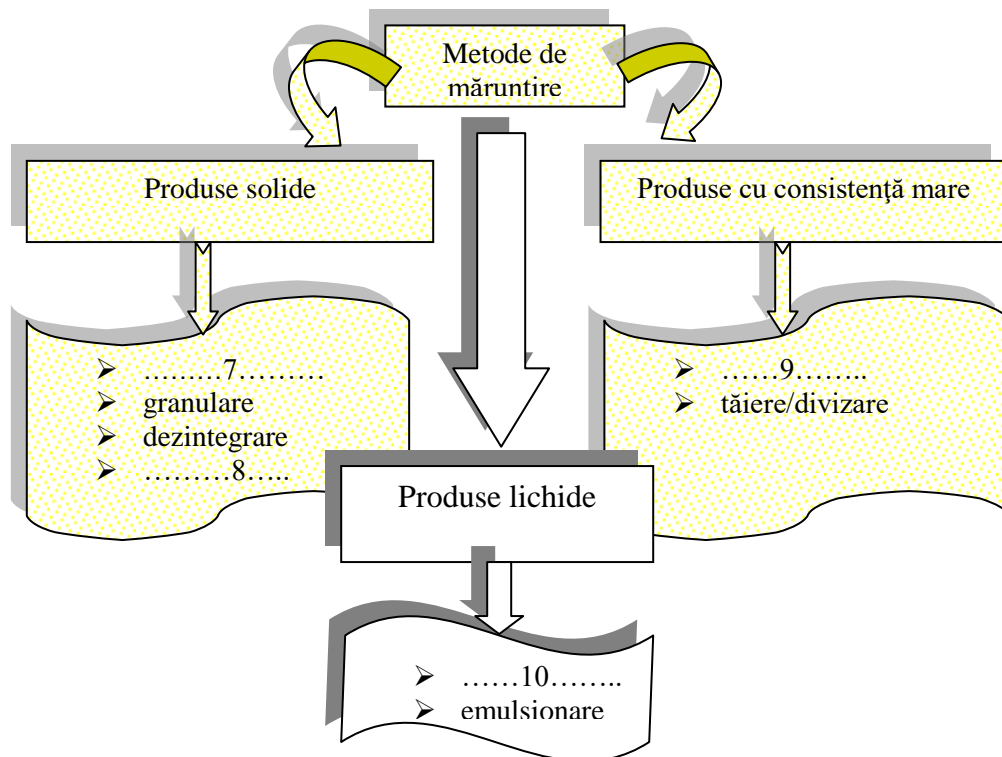 Metode de
măruntire
Produse solide
Produse cu consistenţă mare
………7………
granulare
dezintegrare
………8…..
……9……..
tăiere/divizare
Produse lichide
……10……..
emulsionare